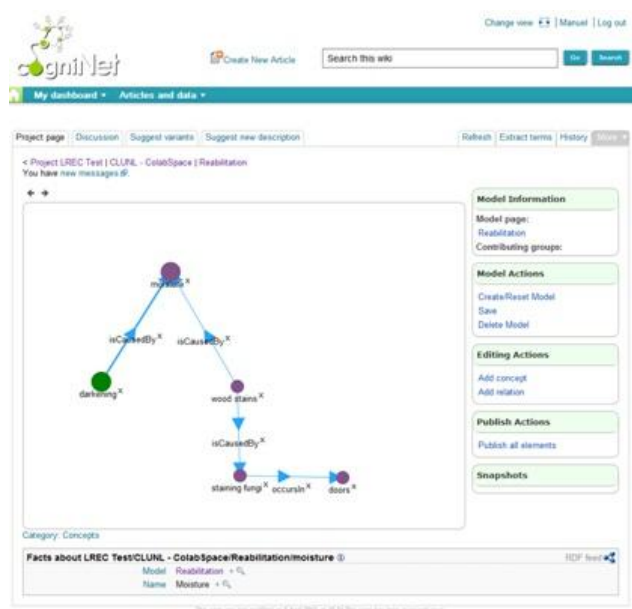 Change view | Manuel | Log out
cogniNet
Create New Article
Search this wiki
Go
Search
My dashboard
Articles and data
Project page
Discussion
Suggest variants
Suggest new description
Refresh
Extract terms
History
More
< Project LREC Test | CLUNL - ColabSpace | Reabilitation
You have new messages
Model Information
Model page:
Reabilitation
Contributing groups:
Model Actions
Create/Reset Model
Save
Delete Model
Editing Actions
Add concept
Add relation
Publish Actions
Publish all elements
Snapshots
moisture x
isCausedBy x
isCausedBy x
darkening x
wood stains x
isCausedBy x
staining fungi x
occursIn x
doors x
Category: Concepts
Facts about LREC Test/CLUNL - ColabSpace/Reabilitation/moisture
RDF feed
Model Reabilitation +
Name Moisture +